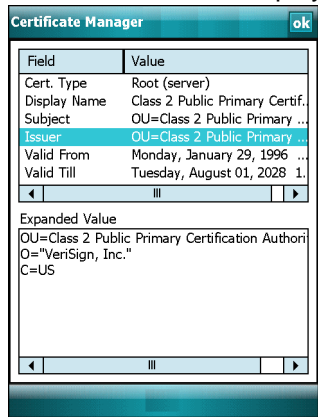 Certificate Manager ok
Field Value
Cert. Type Root (server)
Display Name Class 2 Public Primary Certif..
Subject OU=Class 2 Public Primary ...
Issuer OU=Class 2 Public Primary ...
Valid From Monday, January 29, 1996 ...
Valid Till Tuesday, August 01, 2028 1.
Expanded Value
OU=Class 2 Public Primary Certification Authori
O="VeriSign, Inc."
C=US